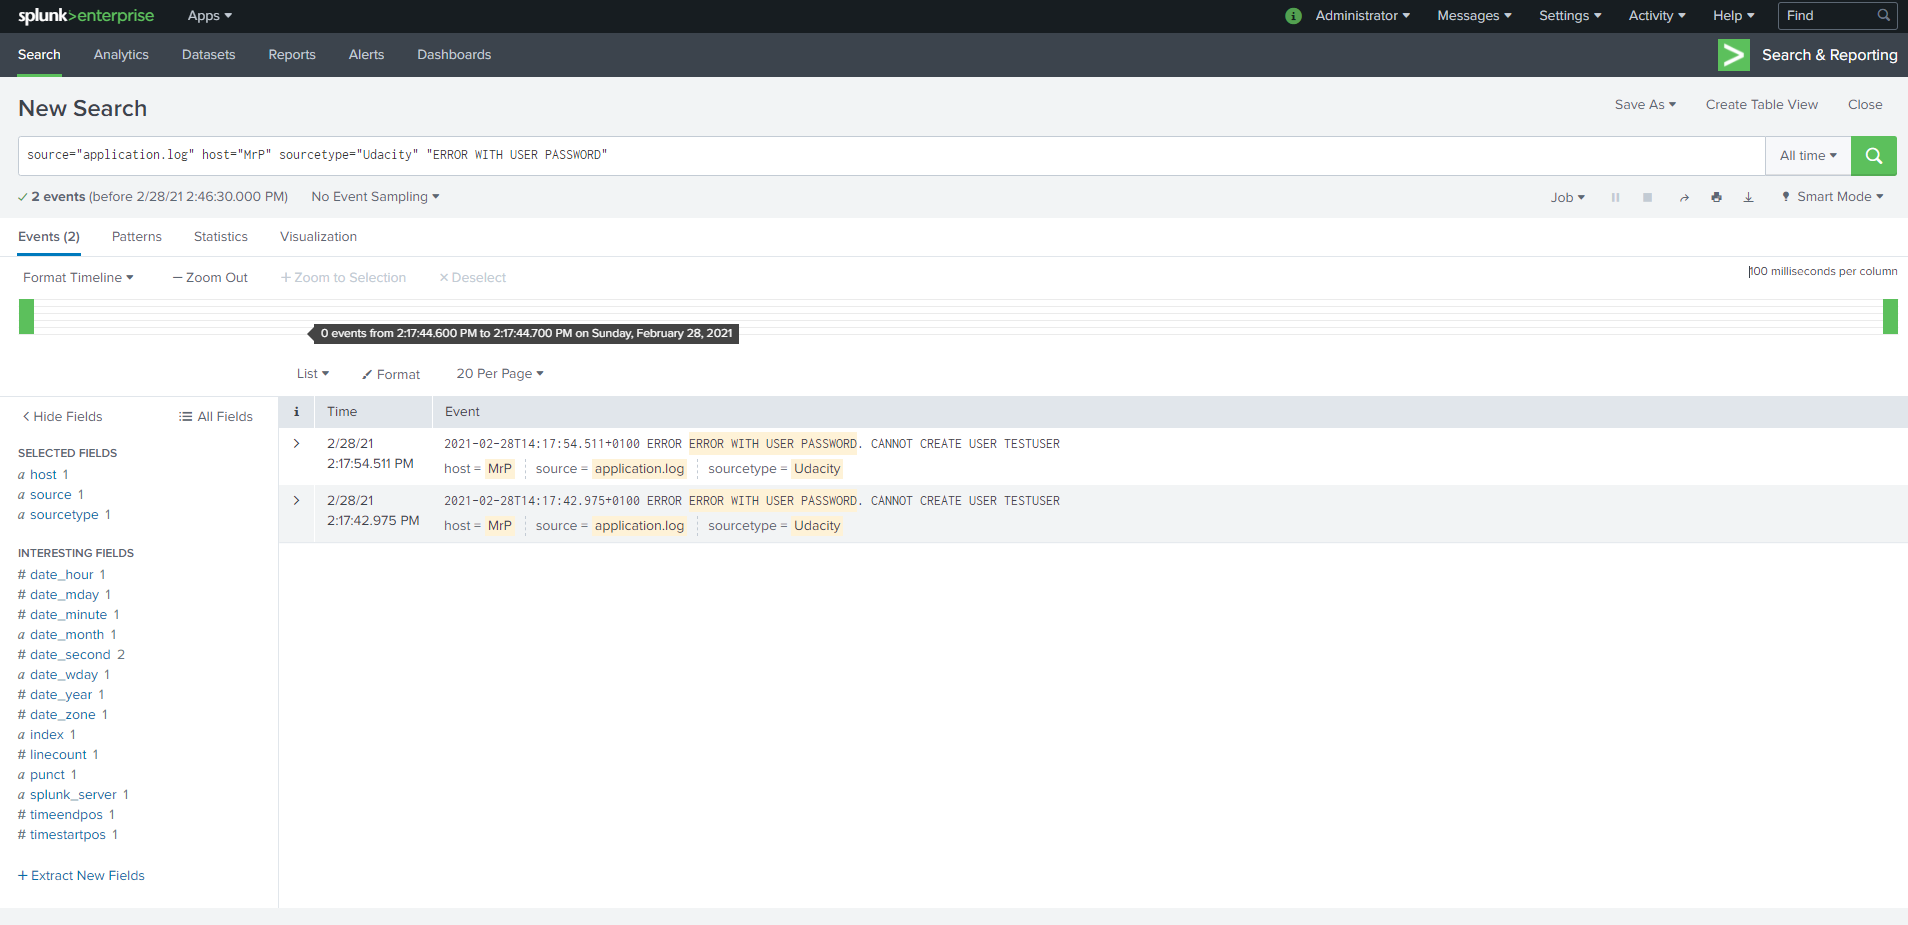 splunk>enterprise Apps Administrator Messages Settings Activity Help Find
Search Analytics Datasets Reports Alerts Dashboards Search & Reporting
New Search Save As Create Table View Close
source="application.log" host="MrP" sourcetype="Udacity" "ERROR WITH USER PASSWORD" All time
2 events (before 2/28/21 2:46:30.000 PM) No Event Sampling Job Smart Mode
Events (2) Patterns Statistics Visualization
Format Timeline — Zoom Out + Zoom to Selection × Deselect 100 milliseconds per column
0 events from 2:17:44.600 PM to 2:17:44.700 PM on Sunday, February 28, 2021
List Format 20 Per Page
< Hide Fields All Fields
i Time Event
SELECTED FIELDS
a host 1
a source 1
a sourcetype 1
INTERESTING FIELDS
# date_hour 1
# date_mday 1
# date_minute 1
a date_month 1
# date_second 2
a date_wday 1
# date_year 1
# date_zone 1
a index 1
# linecount 1
a punct 1
a splunk_server 1
# timeendpos 1
# timestartpos 1
+ Extract New Fields
> 2/28/21 2021-02-28T14:17:54.511+0100 ERROR ERROR WITH USER PASSWORD. CANNOT CREATE USER TESTUSER
2:17:54.511 PM host = MrP source = application.log sourcetype = Udacity
> 2/28/21 2021-02-28T14:17:42.975+0100 ERROR ERROR WITH USER PASSWORD. CANNOT CREATE USER TESTUSER
2:17:42.975 PM host = MrP source = application.log sourcetype = Udacity